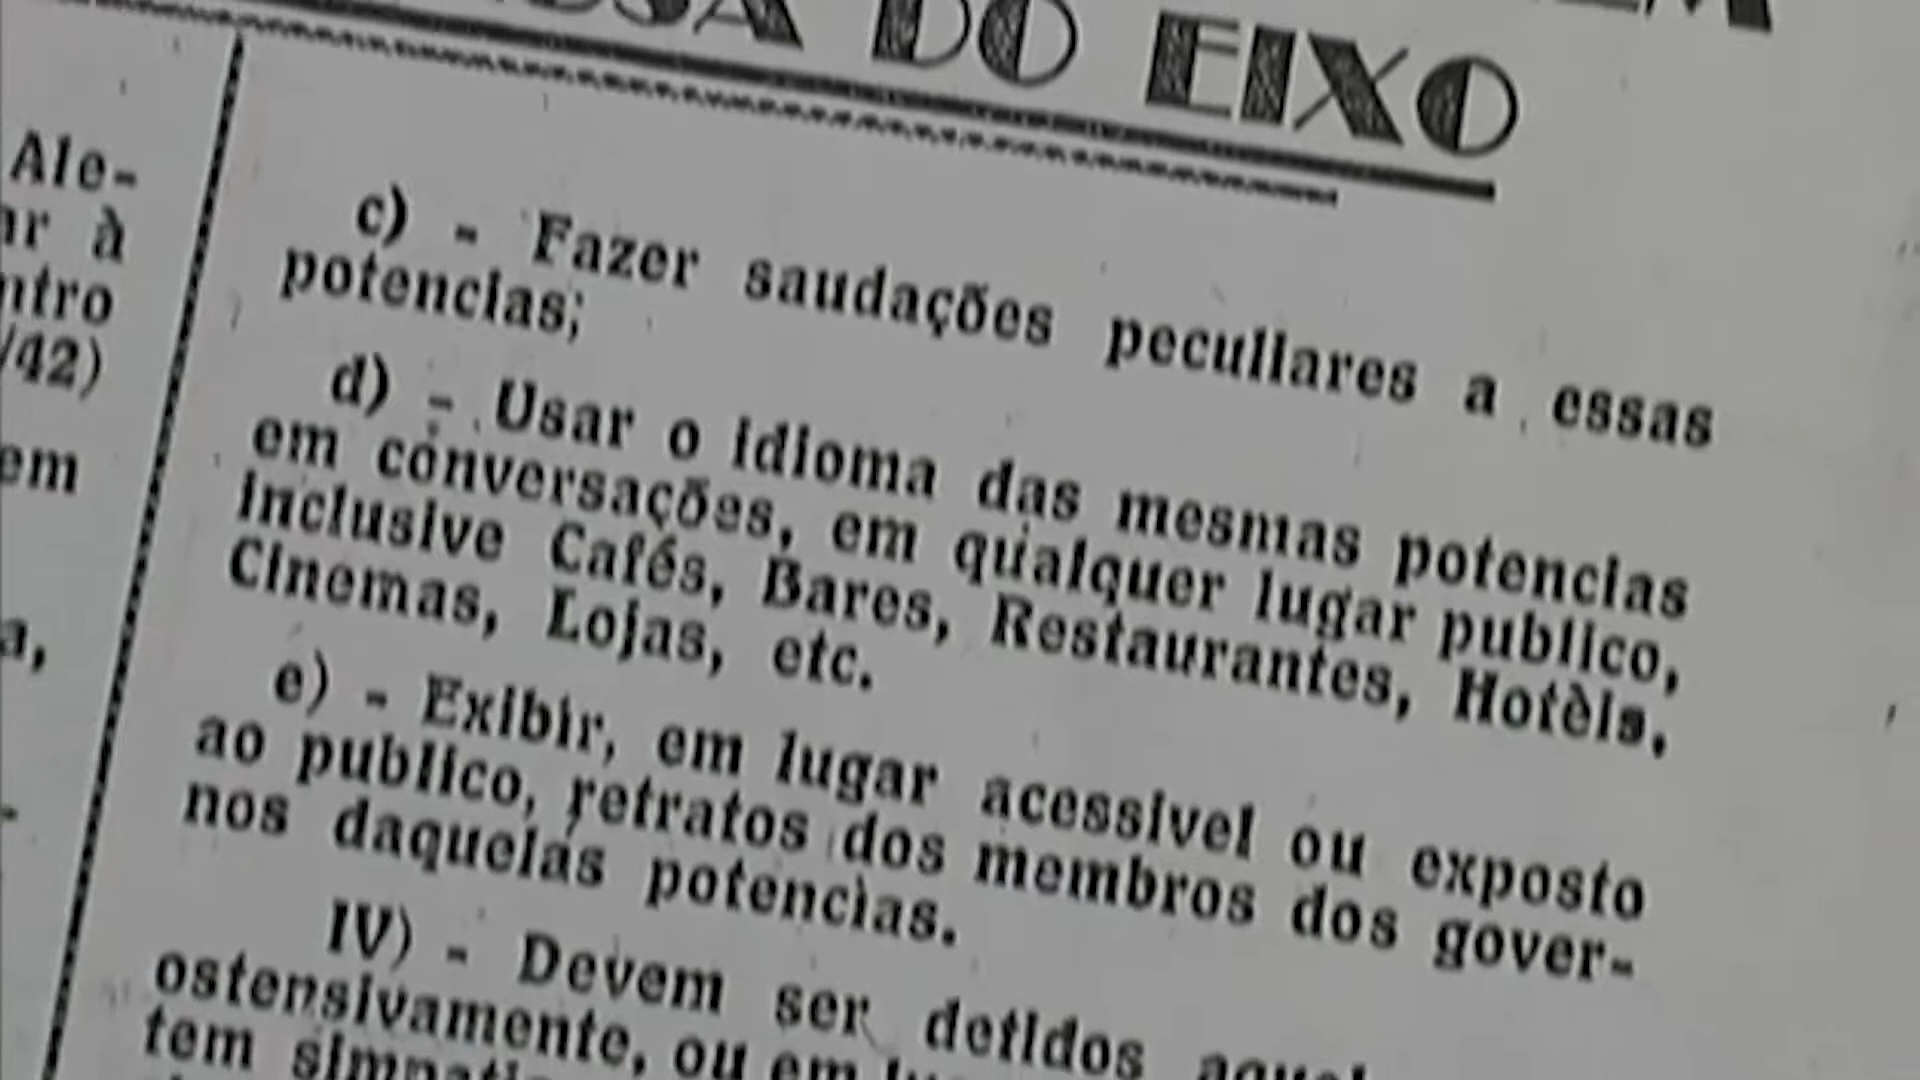 DO EIXO
Ale-
à
ntro
/42)
em
a,
c) - Fazer saudações peculiares a essas
potencias;
d) - Usar o idioma das mesmas potencias
em conversações, em qualquer lugar publico,
inclusive Cafés, Bares, Restaurantes, Hotèis,
Cinemas, Lojas, etc.
e) - Exibir, em lugar acessivel ou exposto
ao publico, retratos dos membros dos gover-
nos daquelas potencias.
IV) - Devem ser detidos
ostensivamente, ou em
tem